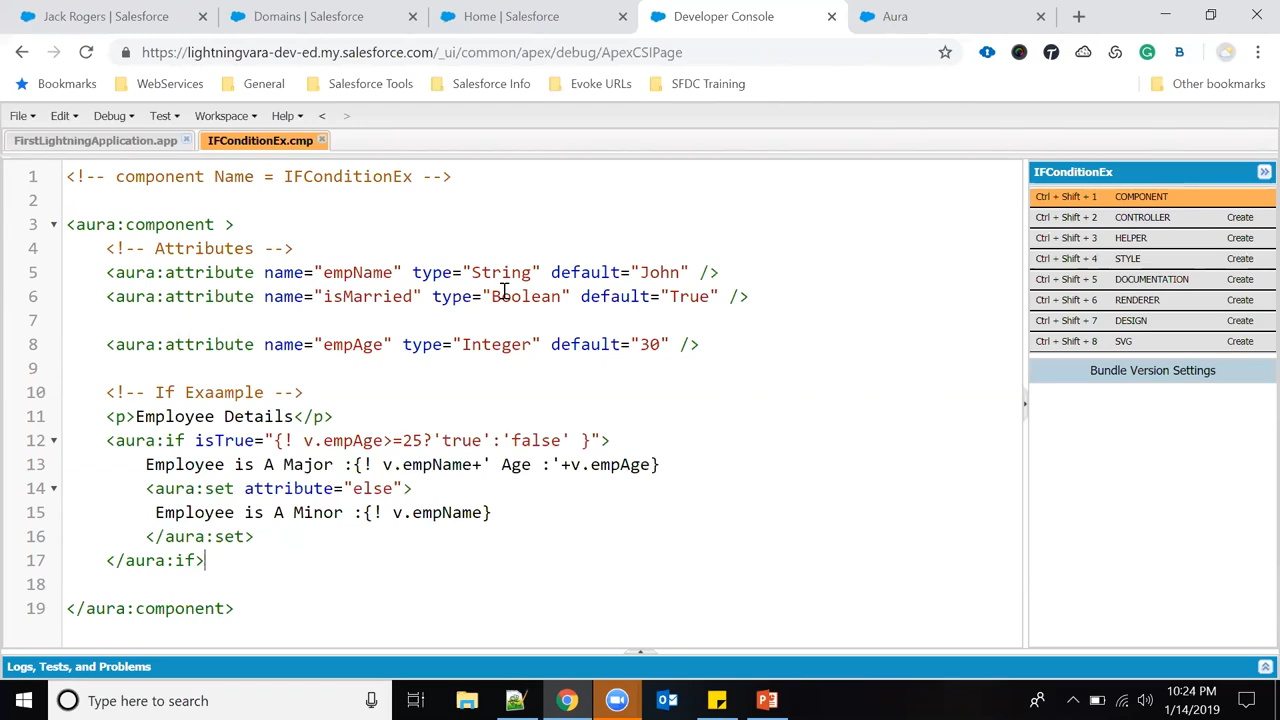 Jack Rogers | Salesforce
Domains | Salesforce
Home | Salesforce
Developer Console
Aura
https://lightningvara-dev-ed.my.salesforce.com/_ui/common/apex/debug/ApexCSIPage
Bookmarks WebServices General Salesforce Tools Salesforce Info Evoke URLs SFDC Training Other bookmarks
File Edit Debug Test Workspace Help < >
FirstLightningApplication.app IFConditionEx.cmp
1 <!-- component Name = IFConditionEx -->
2
3 <aura:component >
4 <!-- Attributes -->
5 <aura:attribute name="empName" type="String" default="John" />
6 <aura:attribute name="isMarried" type="Boolean" default="True" />
7
8 <aura:attribute name="empAge" type="Integer" default="30" />
9
10 <!-- If Exaample -->
11 <p>Employee Details</p>
12 <aura:if isTrue="{! v.empAge>=25?'true':'false' }">
13 Employee is A Major :{! v.empName+' Age :'+v.empAge}
14 <aura:set attribute="else">
15 Employee is A Minor :{! v.empName}
16 </aura:set>
17 </aura:if>
18
19 </aura:component>
IFConditionEx
Ctrl + Shift + 1 COMPONENT
Ctrl + Shift + 2 CONTROLLER Create
Ctrl + Shift + 3 HELPER Create
Ctrl + Shift + 4 STYLE Create
Ctrl + Shift + 5 DOCUMENTATION Create
Ctrl + Shift + 6 RENDERER Create
Ctrl + Shift + 7 DESIGN Create
Ctrl + Shift + 8 SVG Create
Bundle Version Settings
Logs, Tests, and Problems
Type here to search
10:24 PM
1/14/2019